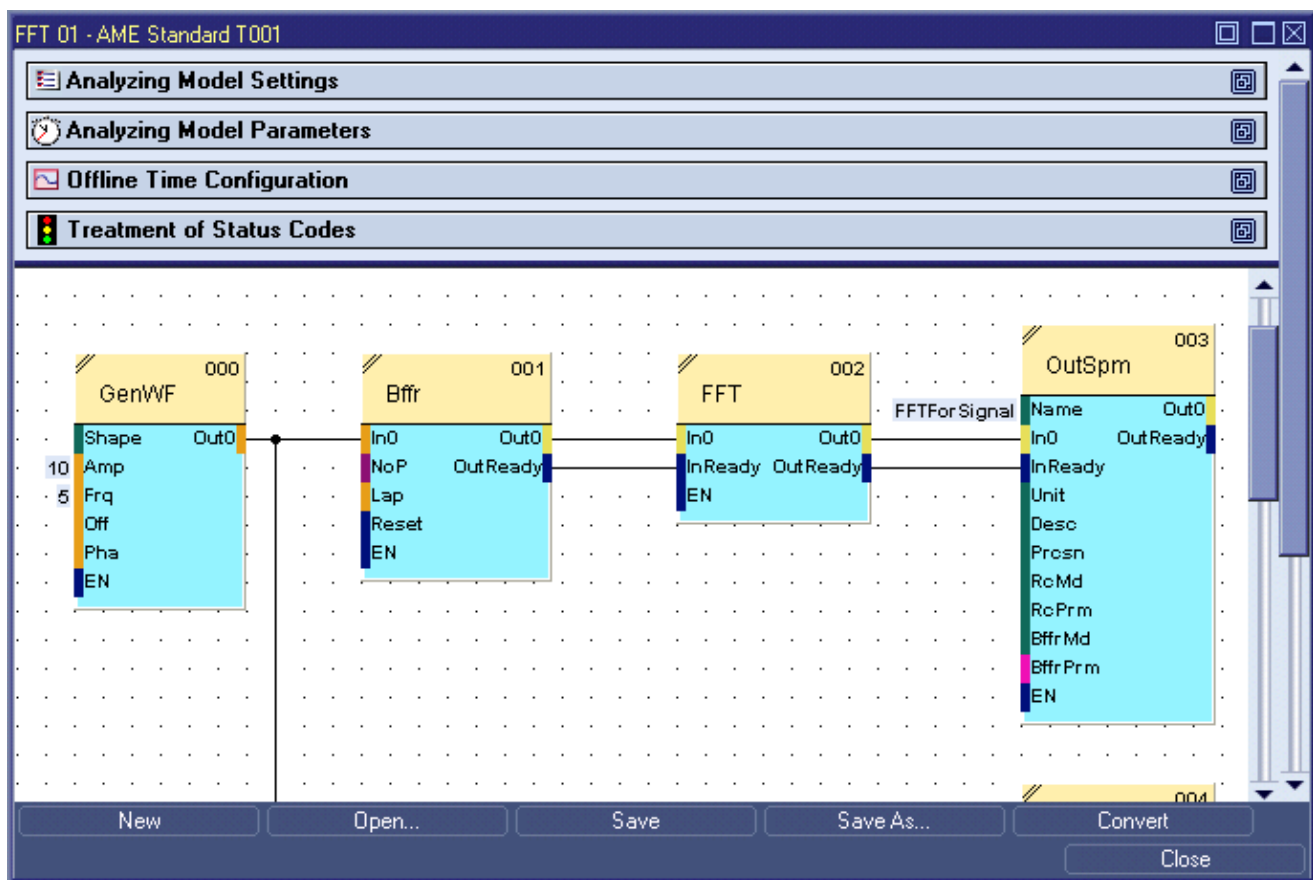 FFT 01 - AME Standard T001
Analyzing Model Settings
Analyzing Model Parameters
Offline Time Configuration
Treatment of Status Codes
000
GenWF
Shape Out0
10 Amp
5 Frq
Off
Pha
EN
001
Bffr
In0 Out0
NoP OutReady
Lap
Reset
EN
002
FFT
In0 Out0
InReady OutReady
EN
003
OutSpm
FFTForSignal Name Out0
In0 OutReady
InReady
Unit
Desc
Prcsn
RcMd
RcPrm
BffrMd
BffrPrm
EN
004
New Open... Save Save As... Convert
Close